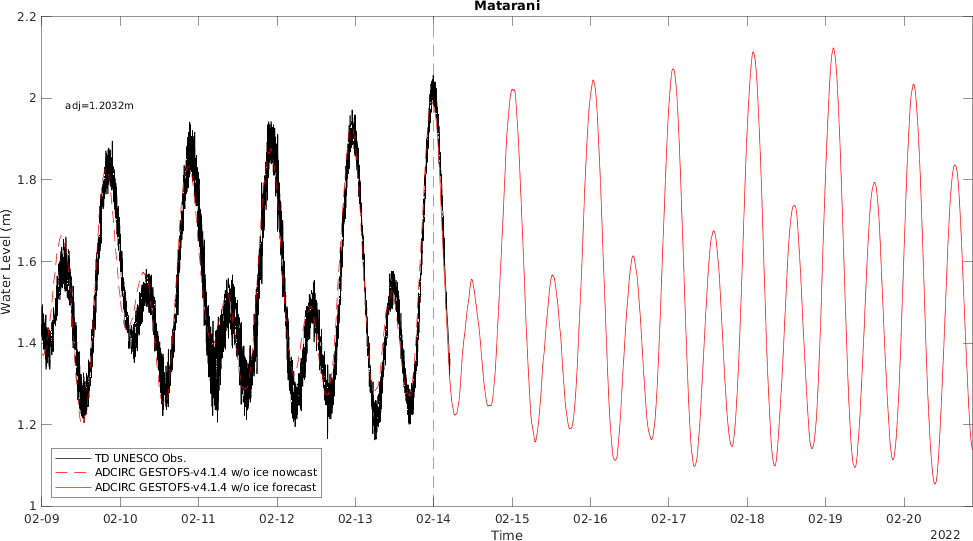 Matarani
2.2
2
1.8
1.6
1.4
1.2
1
Water Level (m)
adj=1.2032m
TD UNESCO Obs.
ADCIRC GESTOFS-v4.1.4 w/o ice nowcast
ADCIRC GESTOFS-v4.1.4 w/o ice forecast
02-09 02-10 02-11 02-12 02-13 02-14 02-15 02-16 02-17 02-18 02-19 02-20
Time
2022